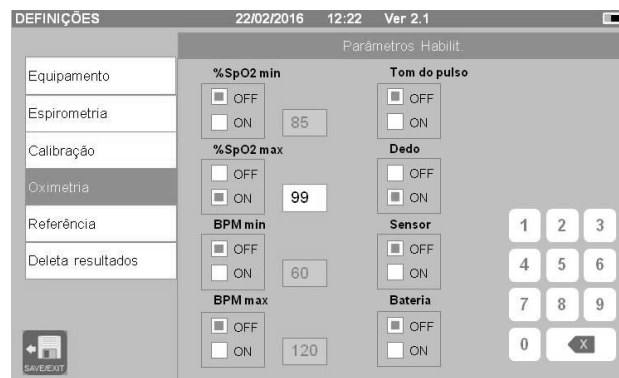 DEFINIÇÕES 22/02/2016 12:22 Ver 2.1
Parâmetros Habilit.
Equipamento
Espirometria
Calibração
Oximetria
Referência
Deleta resultados
SAVE/EXIT
%SpO2 min
OFF
ON 85
%SpO2 max
OFF
ON 99
BPM min
OFF
ON 60
BPM max
OFF
ON 120
Tom do pulso
OFF
ON
Dedo
OFF
ON
Sensor
OFF
ON
Bateria
OFF
ON
1 2 3
4 5 6
7 8 9
0 X